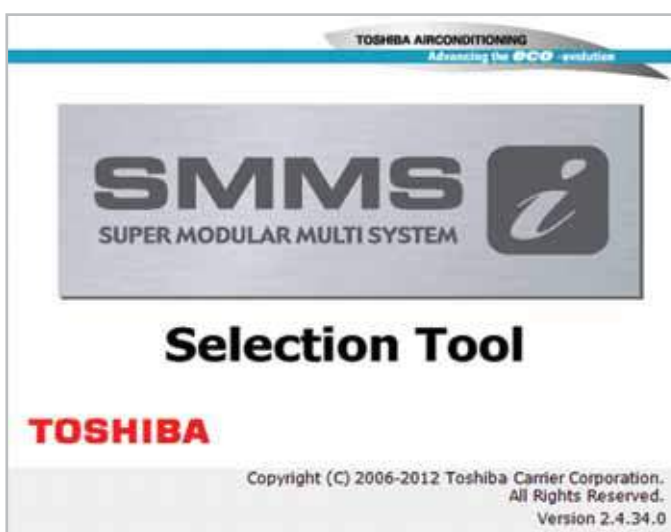 TOSHIBA AIRCONDITIONING
Advancing the eco-evolution
SMMS i
SUPER MODULAR MULTI SYSTEM
Selection Tool
TOSHIBA
Copyright (C) 2006-2012 Toshiba Carrier Corporation.
All Rights Reserved.
Version 2.4.34.0